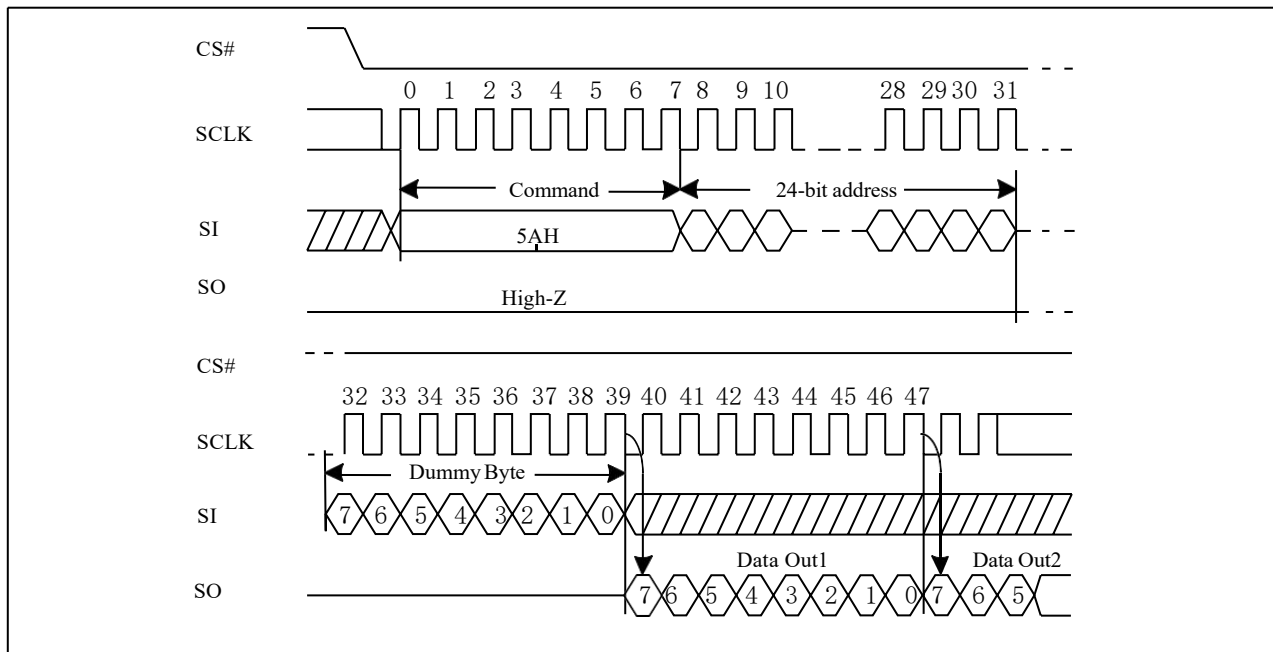 CS#
0 1 2 3 4 5 6 7 8 9 10 28 29 30 31
SCLK
Command 24-bit address
SI
5AH
SO
High-Z
CS#
32 33 34 35 36 37 38 39 40 41 42 43 44 45 46 47
SCLK
Dummy Byte
SI
7 6 5 4 3 2 1 0
Data Out1 Data Out2
SO
7 6 5 4 3 2 1 0 7 6 5